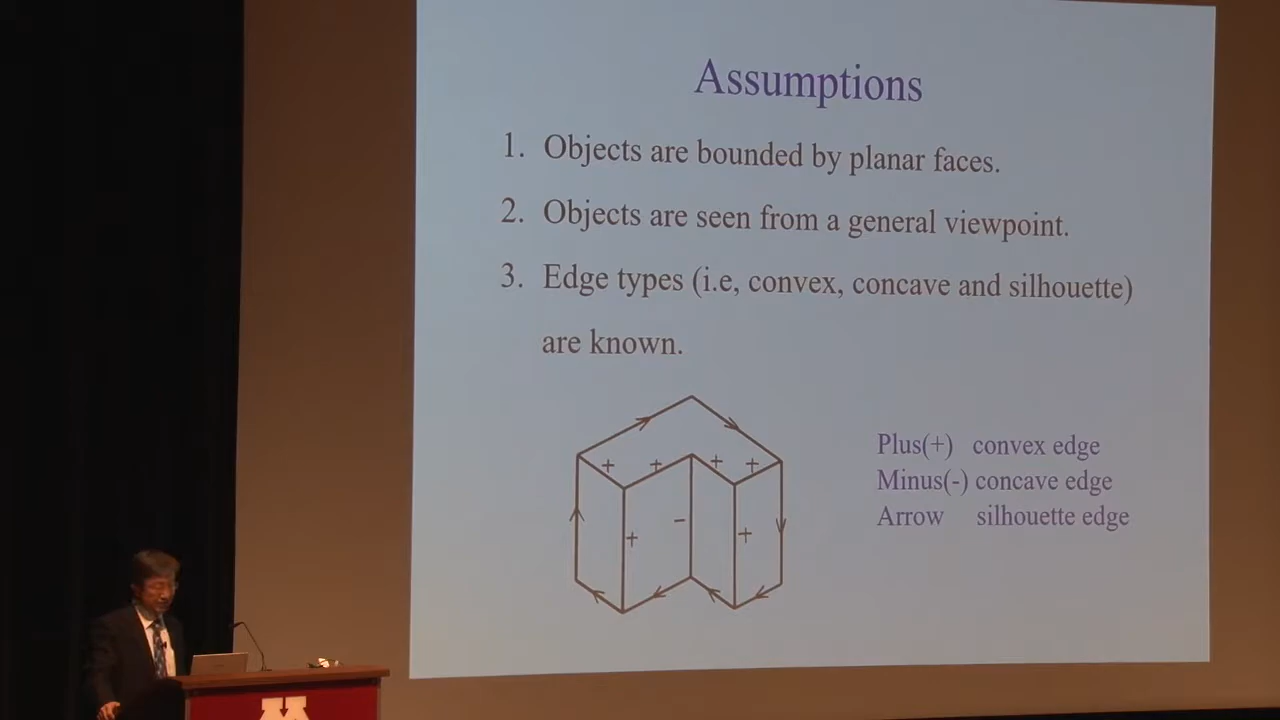 Assumptions
1. Objects are bounded by planar faces.
2. Objects are seen from a general viewpoint.
3. Edge types (i.e, convex, concave and silhouette)
are known.
+ + + +
- + +
Plus(+) convex edge
Minus(-) concave edge
Arrow silhouette edge
M